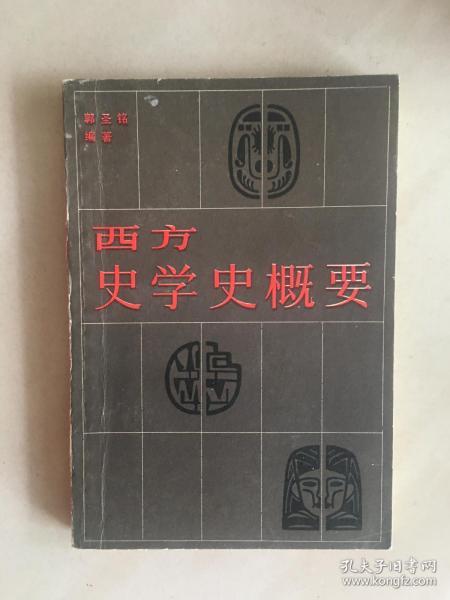 郭圣铭
编著
西方
史学史概要
孔夫子旧书网
www.kongfz.com